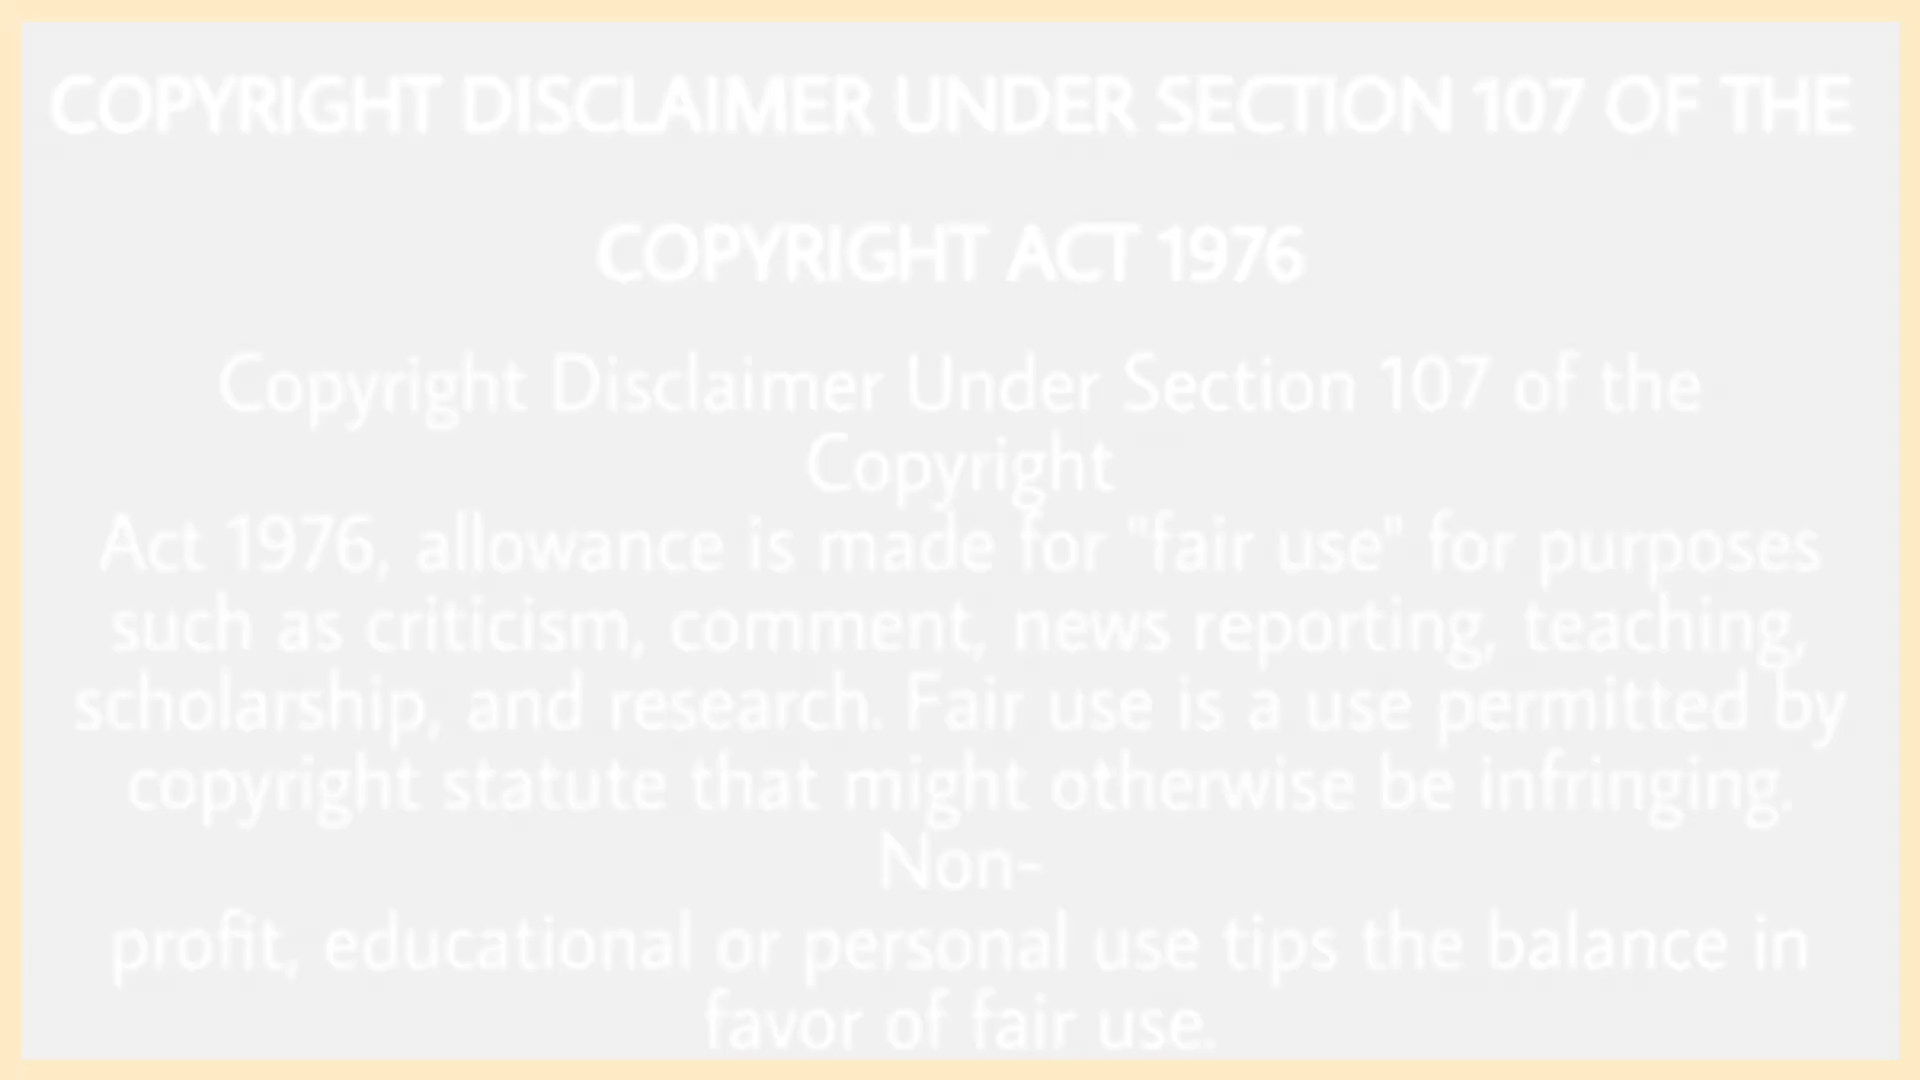 COPYRIGHT DISCLAIMER UNDER SECTION 107 OF THE
COPYRIGHT ACT 1976
Copyright Disclaimer Under Section 107 of the
Copyright
Act 1976, allowance is made for "fair use" for purposes
such as criticism, comment, news reporting, teaching,
scholarship, and research. Fair use is a use permitted by
copyright statute that might otherwise be infringing.
Non-
profit, educational or personal use tips the balance in
favor of fair use.